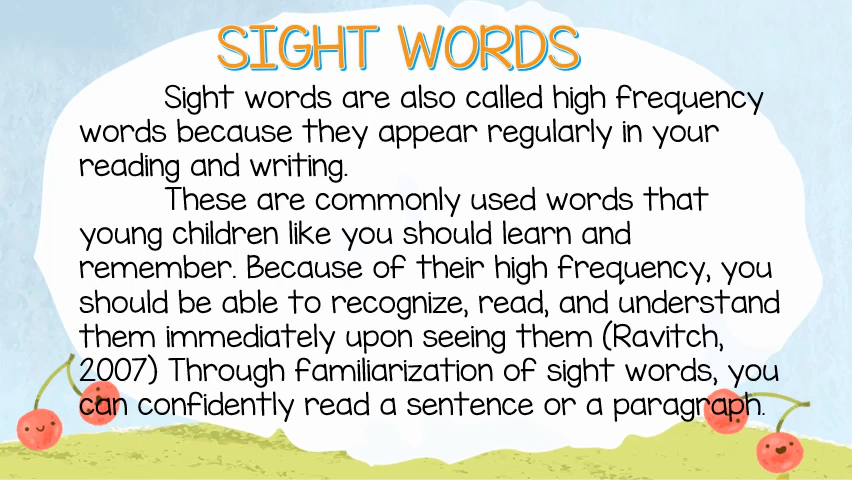 SIGHT WORDS
Sight words are also called high frequency
words because they appear regularly in your
reading and writing.
These are commonly used words that
young children like you should learn and
remember. Because of their high frequency, you
should be able to recognize, read, and understand
them immediately upon seeing them (Ravitch,
2007) Through familiarization of sight words, you
can confidently read a sentence or a paragraph.